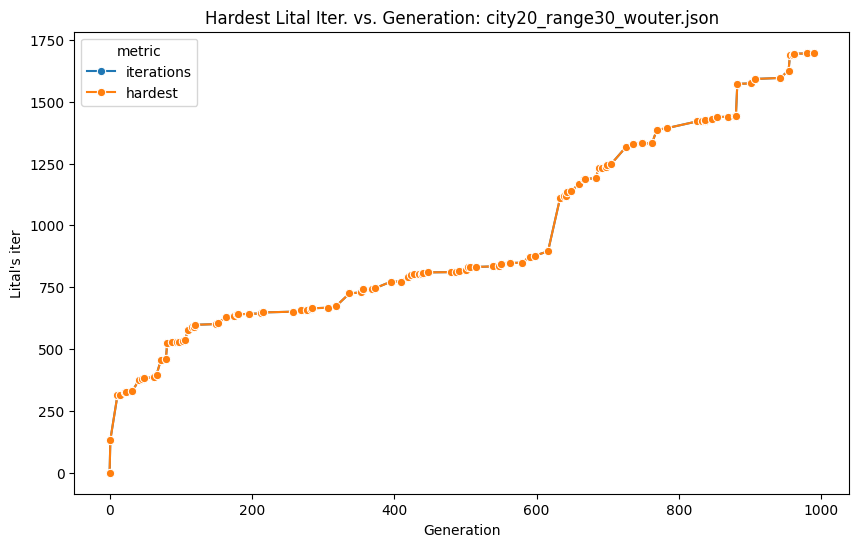 Hardest Lital Iter. vs. Generation: city20_range30_wouter.json
metric
iterations
hardest
1750
1500
1250
1000
750
500
250
0
Lital's iter
0
200
400
600
800
1000
Generation